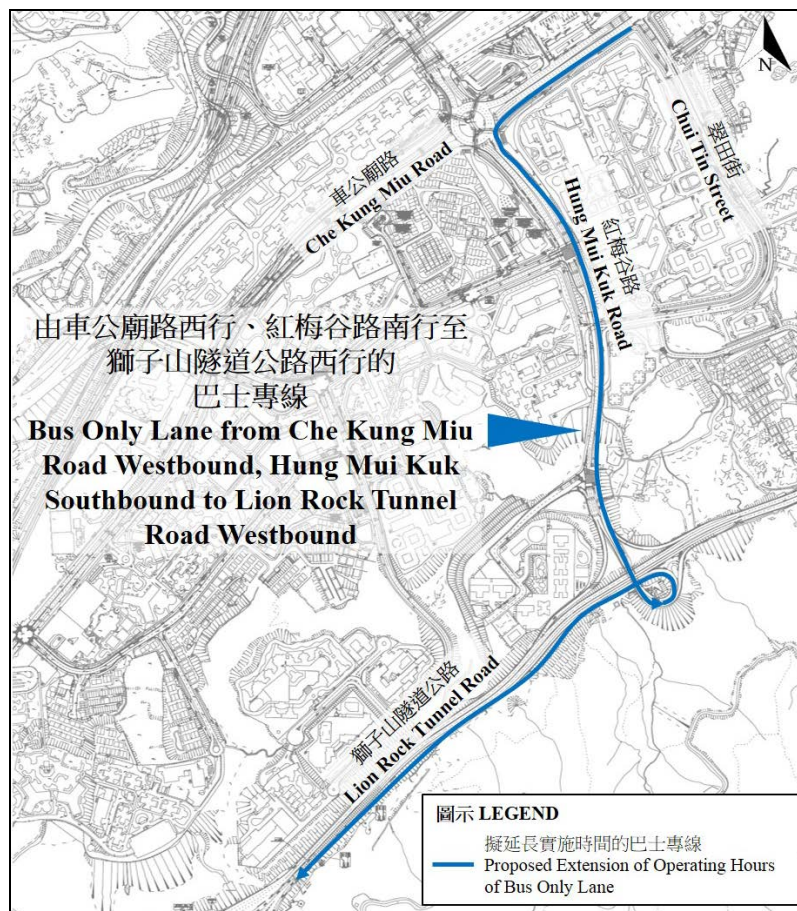 N
翠田街
Chui Tin Street
車公廟路
Che Kung Miu Road
紅梅谷路
Hung Mui Kuk Road
由車公廟路西行、紅梅谷路南行至
獅子山隧道公路西行的
巴士專線
Bus Only Lane from Che Kung Miu
Road Westbound, Hung Mui Kuk
Southbound to Lion Rock Tunnel
Road Westbound
獅子山隧道公路
Lion Rock Tunnel Road
圖示 LEGEND
擬延長實施時間的巴士專線
Proposed Extension of Operating Hours
of Bus Only Lane